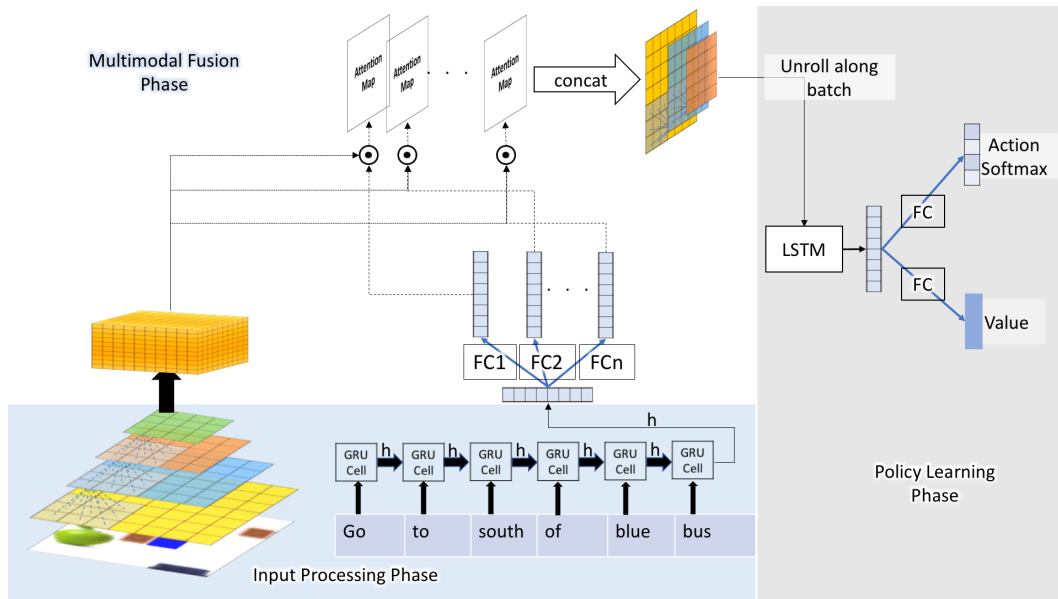 Multimodal Fusion
Phase
Attention
Map
Attention
Map
. . .
Attention
Map
concat
Unroll along
batch
Action
Softmax
FC
LSTM
FC
Value
. . .
FC1
FC2
FCn
h
h
h
h
h
h
GRU
Cell
GRU
Cell
GRU
Cell
GRU
Cell
GRU
Cell
GRU
Cell
Go to south of blue bus
Input Processing Phase
Policy Learning
Phase